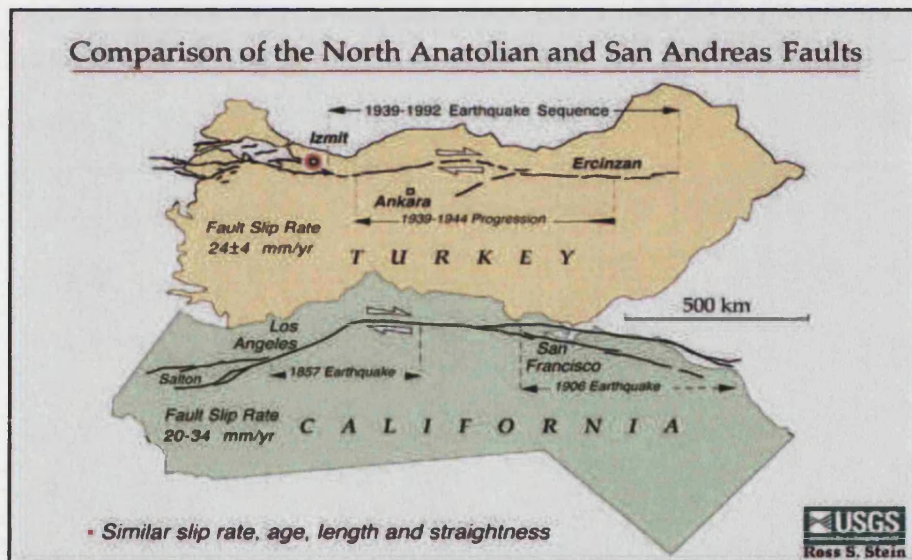 Comparison of the North Anatolian and San Andreas Faults
1939-1992 Earthquake Sequence
Izmit
Ercinzan
Ankara
1939-1944 Progression
Fault Slip Rate
24±4 mm/yr
T U R K E Y
500 km
Los
Angeles
San
Francisco
Salton
1857 Earthquake
1906 Earthquake
Fault Slip Rate
20-34 mm/yr
C A L I F O R N I A
▪ Similar slip rate, age, length and straightness
USGS
Ross S. Stein